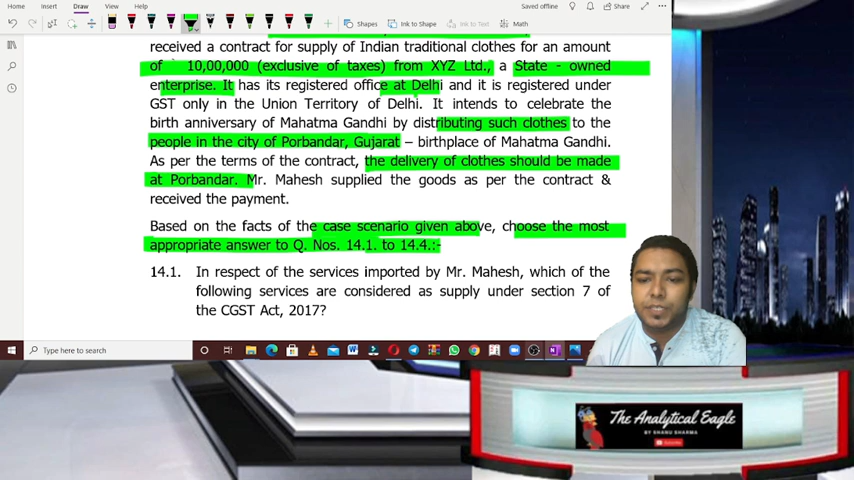 Home Insert Draw View Help Saved offline Share
Shapes Ink to Shape Ink to Text Math
received a contract for supply of Indian traditional clothes for an amount
of ` 10,00,000 (exclusive of taxes) from XYZ Ltd., a State - owned
enterprise. It has its registered office at Delhi and it is registered under
GST only in the Union Territory of Delhi. It intends to celebrate the
birth anniversary of Mahatma Gandhi by distributing such clothes to the
people in the city of Porbandar, Gujarat – birthplace of Mahatma Gandhi.
As per the terms of the contract, the delivery of clothes should be made
at Porbandar. Mr. Mahesh supplied the goods as per the contract &
received the payment.
Based on the facts of the case scenario given above, choose the most
appropriate answer to Q. Nos. 14.1. to 14.4.:-
14.1. In respect of the services imported by Mr. Mahesh, which of the
following services are considered as supply under section 7 of
the CGST Act, 2017?
Type here to search
The Analytical Eagle
BY SHANU SHARMA